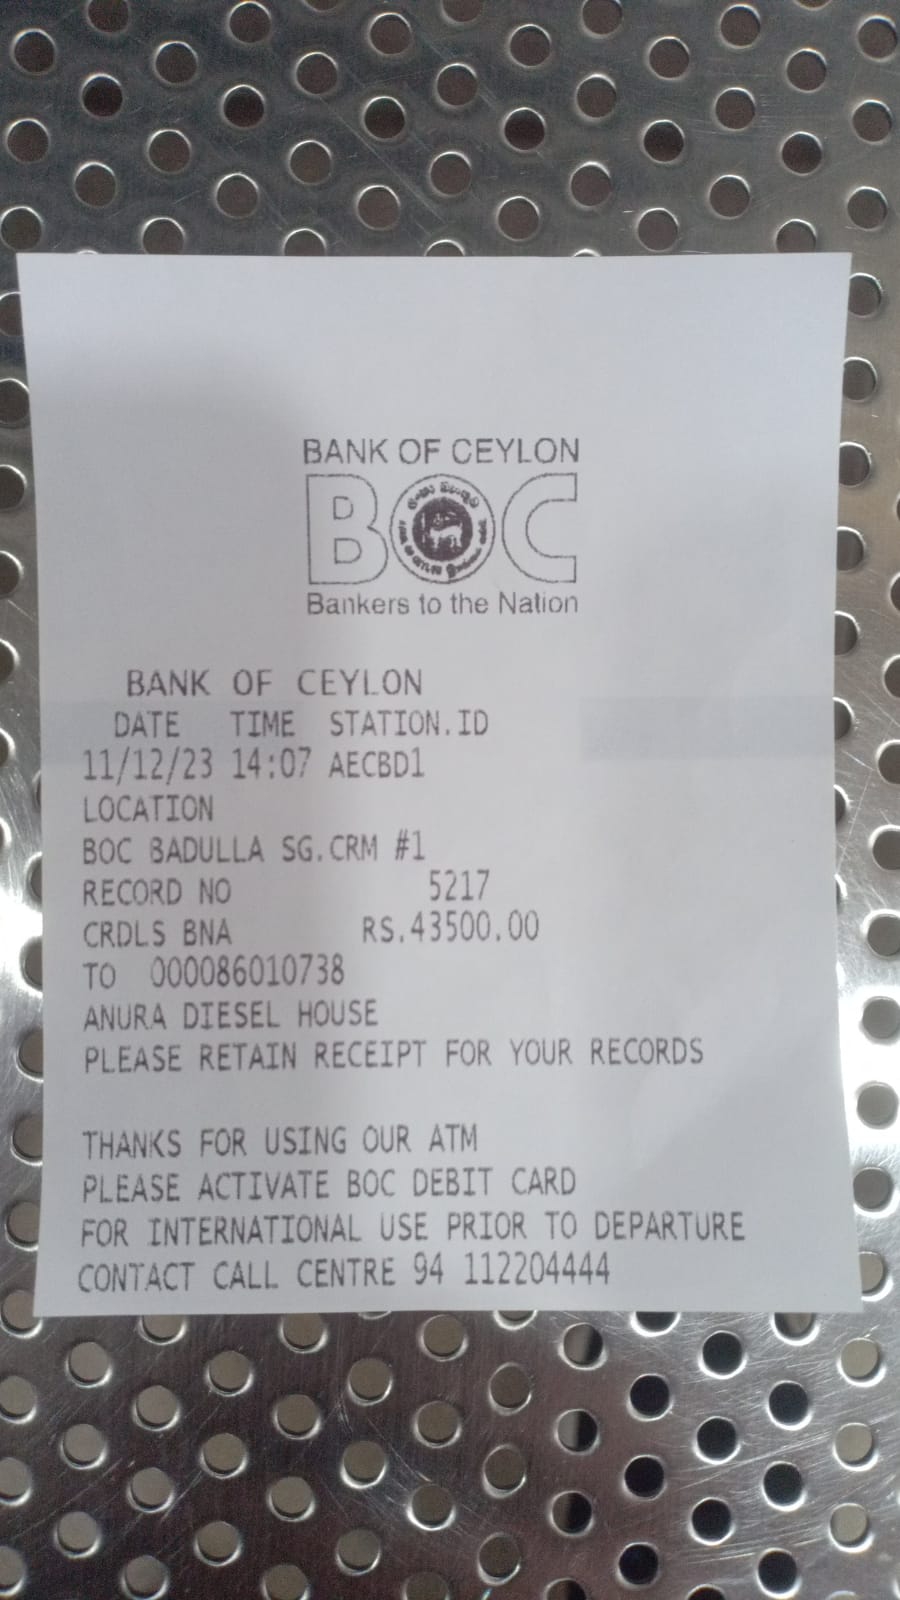 BANK OF CEYLON
BOC
Bankers to the Nation
BANK OF CEYLON
DATE TIME STATION.ID
11/12/23 14:07 AECBD1
LOCATION
BOC BADULLA SG.CRM #1
RECORD NO 5217
CRDLS BNA RS.43500.00
TO 000086010738
ANURA DIESEL HOUSE
PLEASE RETAIN RECEIPT FOR YOUR RECORDS
THANKS FOR USING OUR ATM
PLEASE ACTIVATE BOC DEBIT CARD
FOR INTERNATIONAL USE PRIOR TO DEPARTURE
CONTACT CALL CENTRE 94 112204444